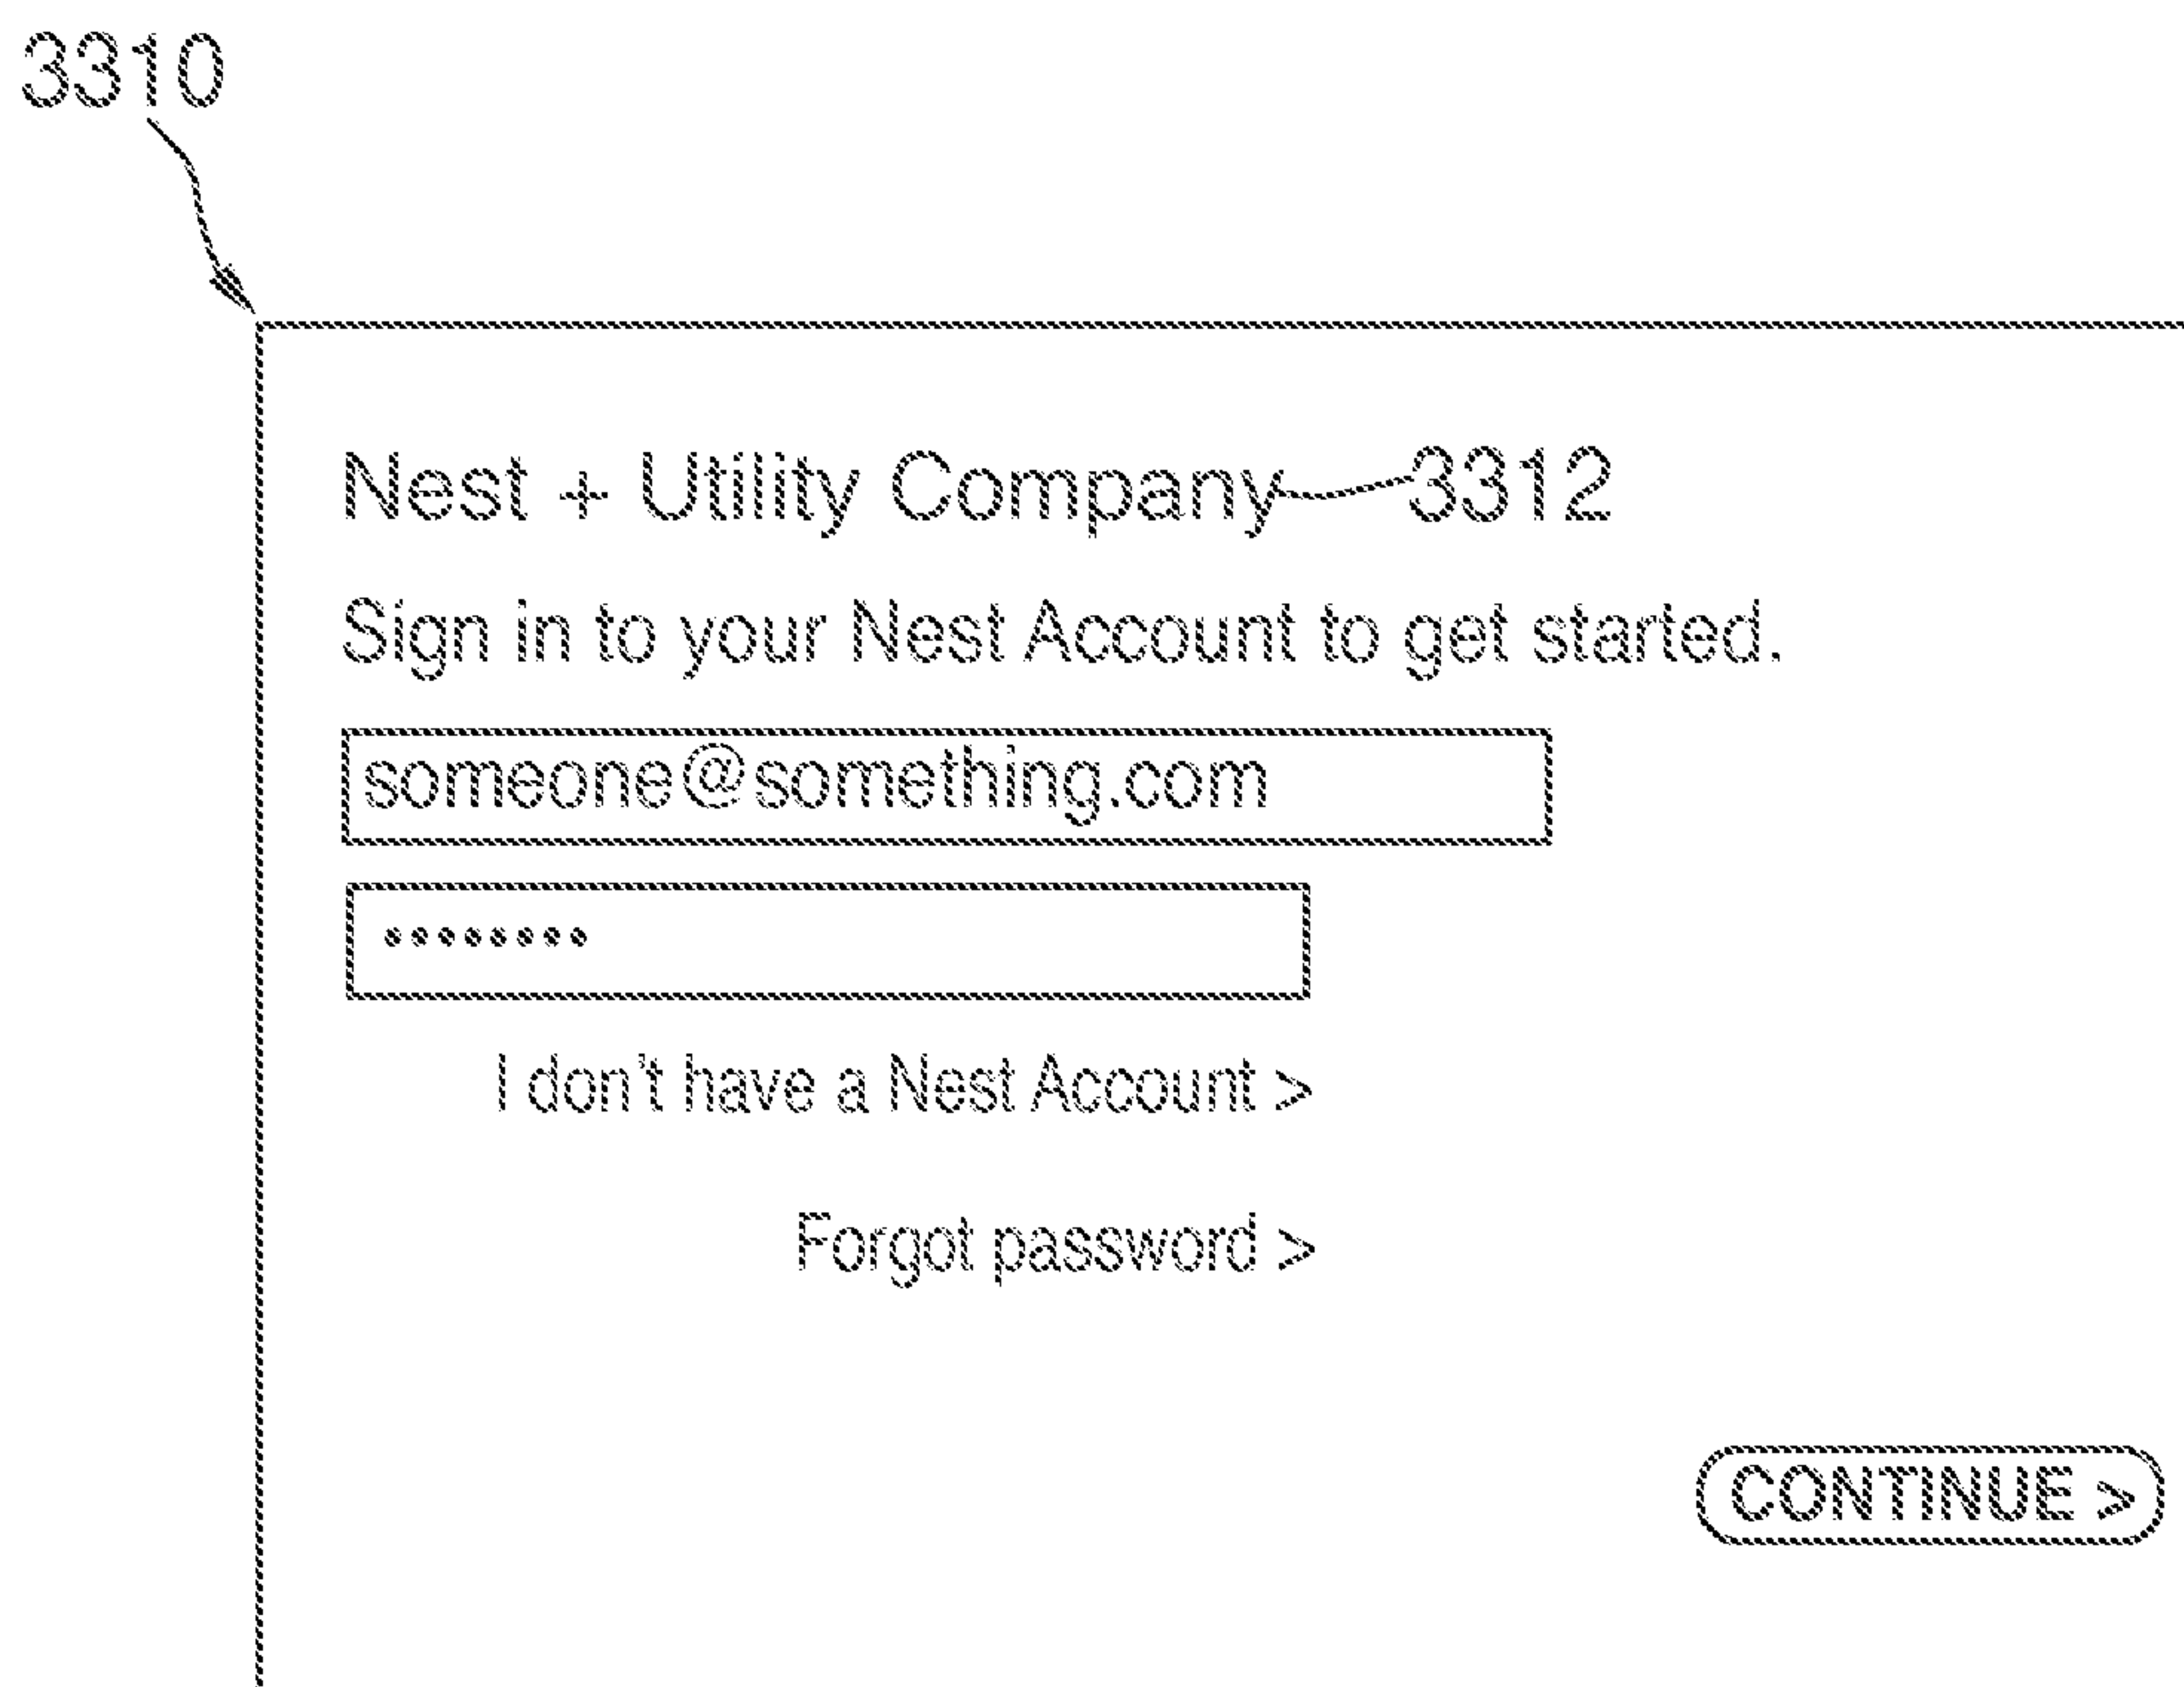 3310
Nest + Utility Company 3312
Sign in to your Nest Account to get started.
someone@something.com
••••••••
I don't have a Nest Account >
Forgot password >
CONTINUE >